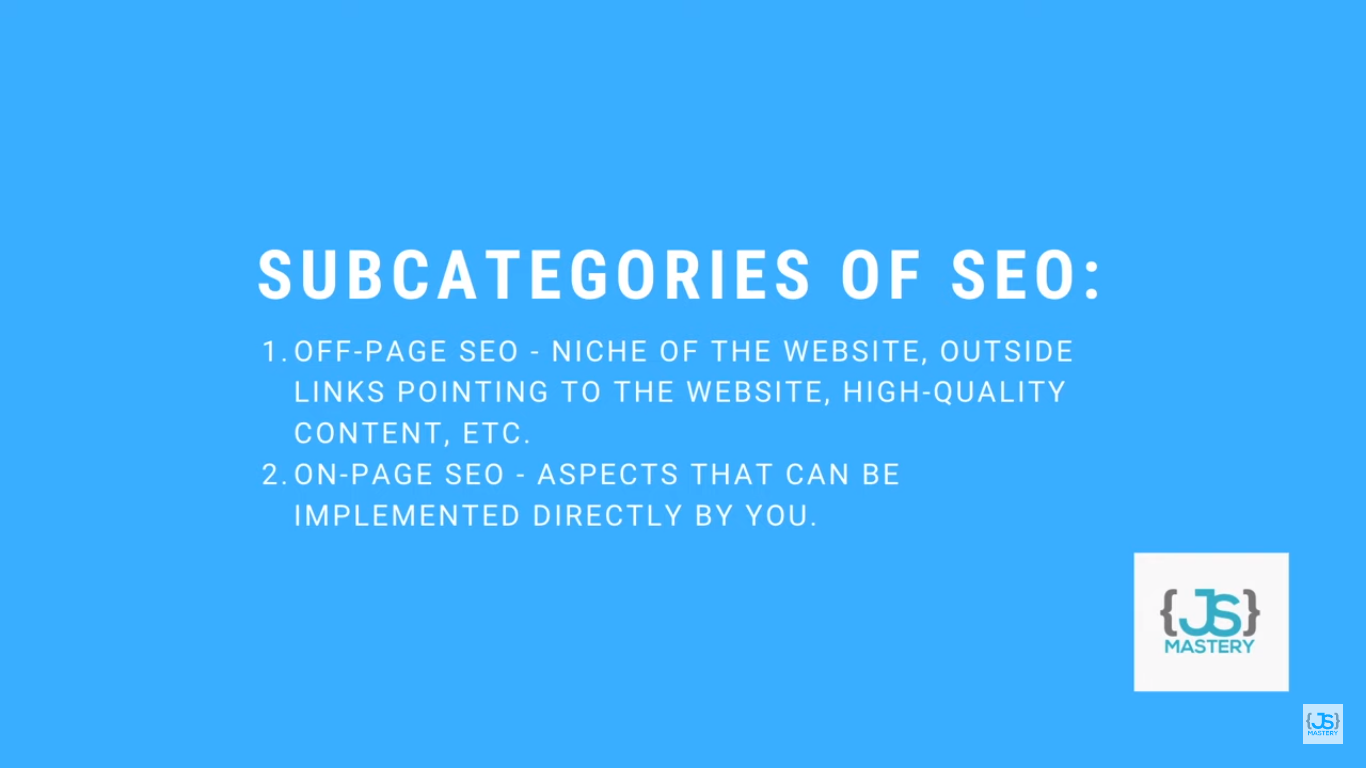 SUBCATEGORIES OF SEO:
1. OFF-PAGE SEO - NICHE OF THE WEBSITE, OUTSIDE
LINKS POINTING TO THE WEBSITE, HIGH-QUALITY
CONTENT, ETC.
2. ON-PAGE SEO - ASPECTS THAT CAN BE
IMPLEMENTED DIRECTLY BY YOU.
{JS}
MASTERY
{JS}
MASTERY